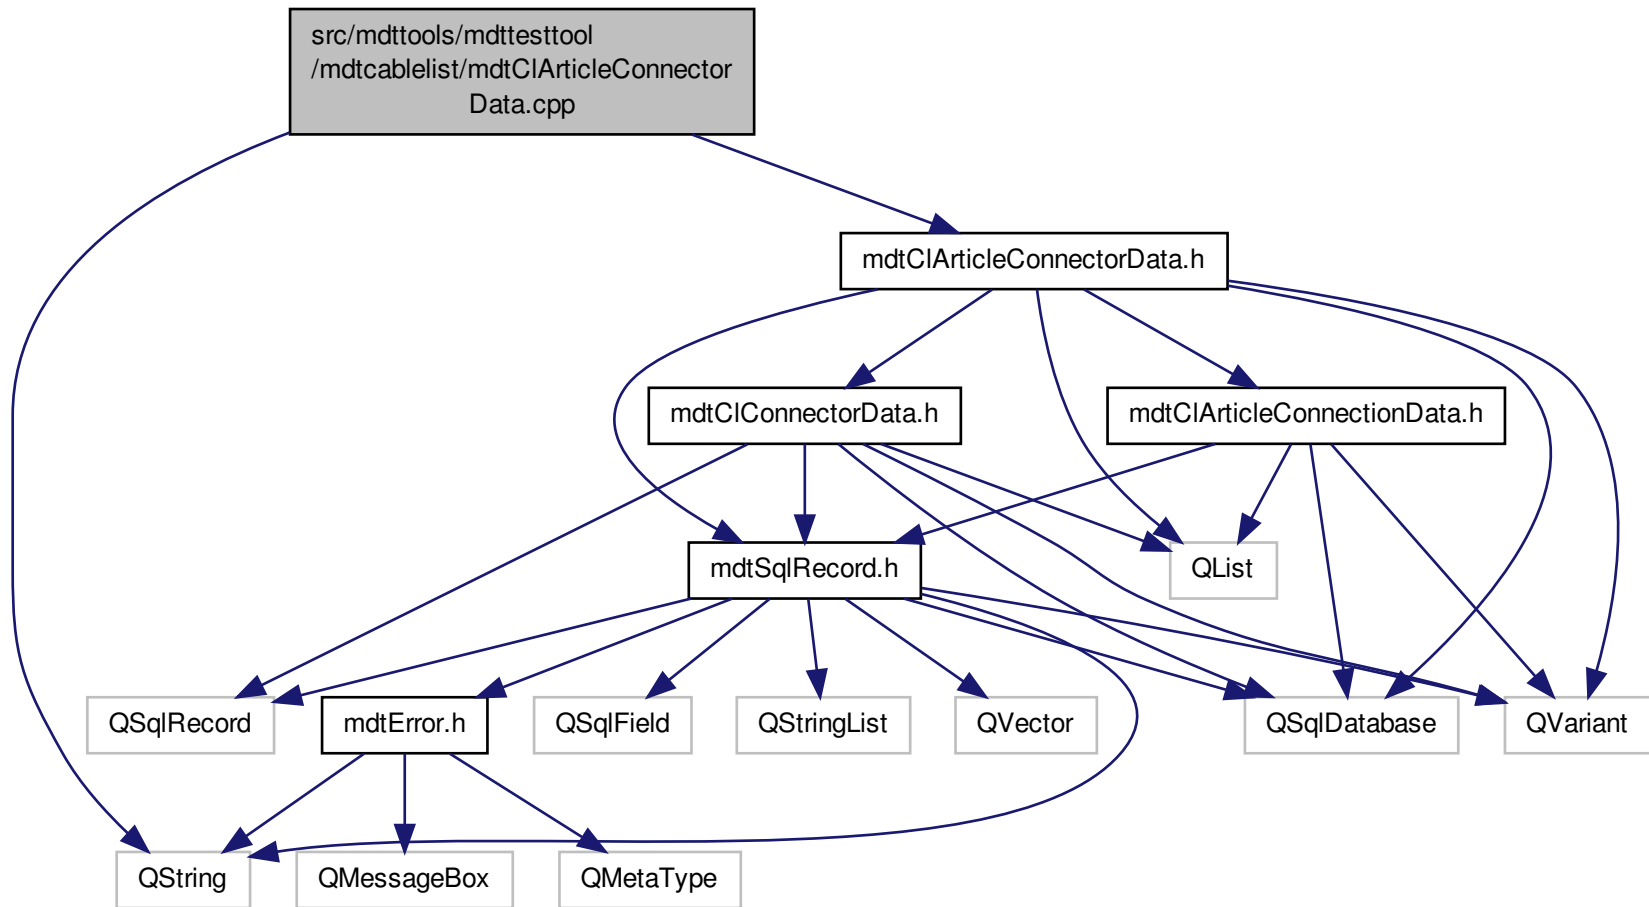 src/mdttools/mdttesttool
/mdtcablelist/mdtClArticleConnector
Data.cpp
mdtClArticleConnectorData.h
mdtClConnectorData.h
mdtClArticleConnectionData.h
mdtSqlRecord.h
QList
QSqlRecord
mdtError.h
QSqlField
QStringList
QVector
QSqlDatabase
QVariant
QString
QMessageBox
QMetaType